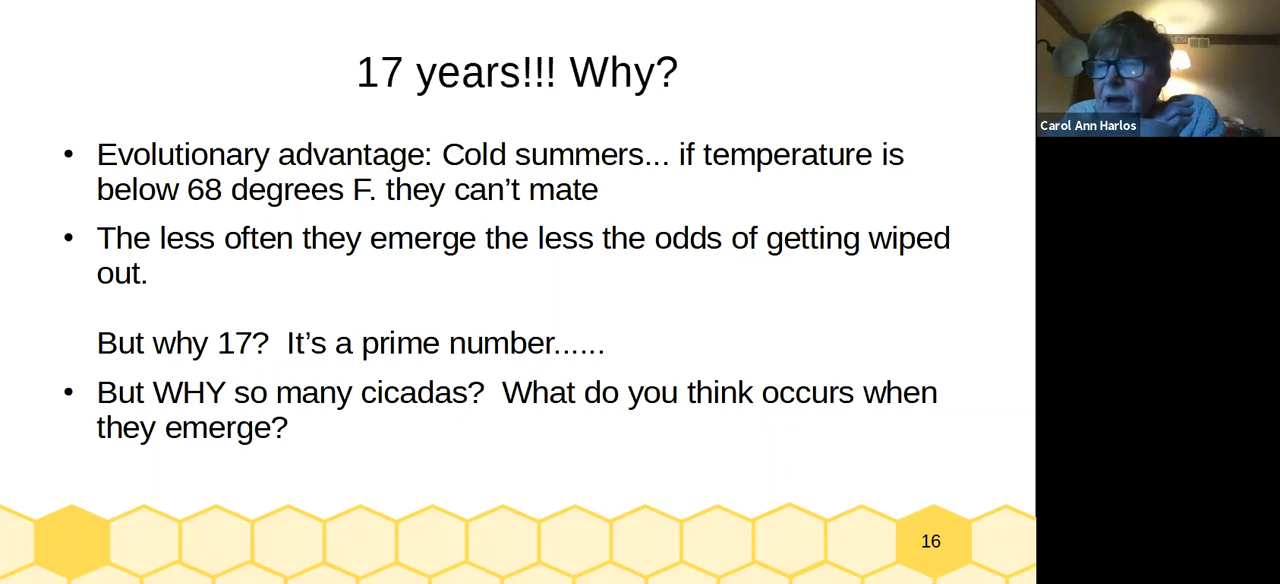 17 years!!! Why?
• Evolutionary advantage: Cold summers... if temperature is
below 68 degrees F. they can’t mate
• The less often they emerge the less the odds of getting wiped
out.
But why 17?  It’s a prime number......
• But WHY so many cicadas?  What do you think occurs when
they emerge?
16
Carol Ann Harlos